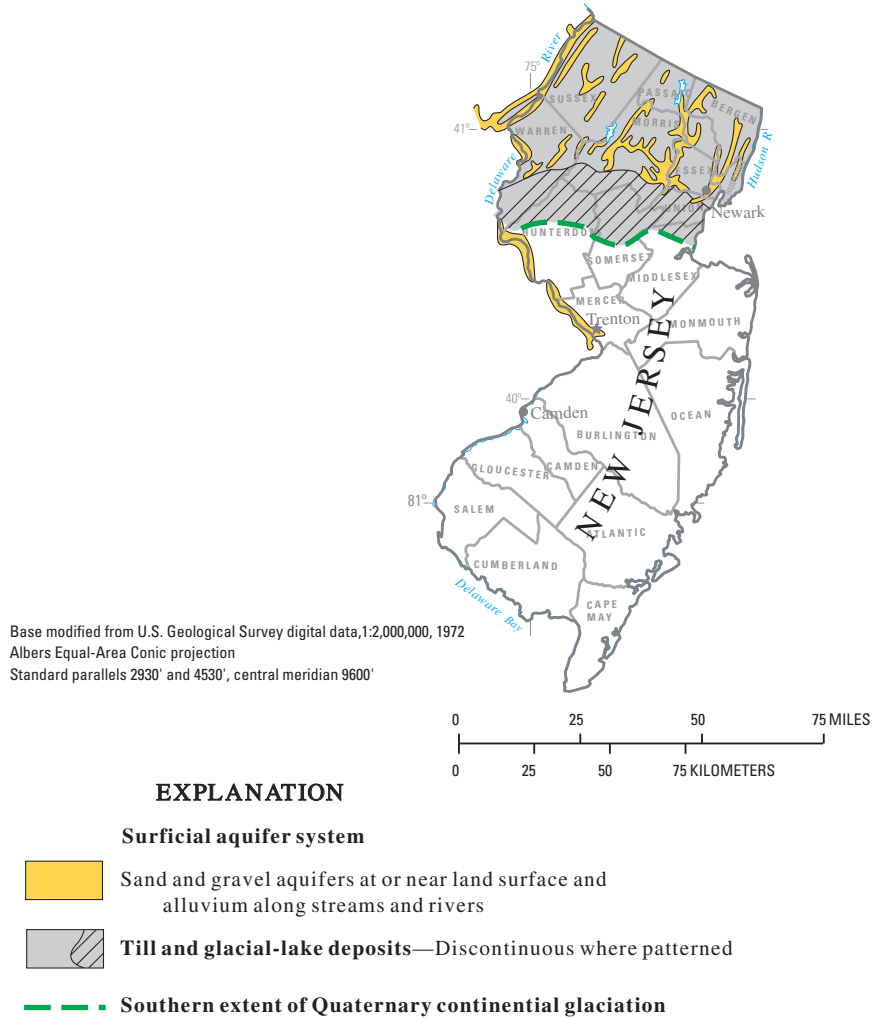 River
75°
SUSSEX
PASSAIC
BERGEN
41°
WARREN
MORRIS
Hudson R
Delaware
ESSEX
UNION
Newark
HUNTERDON
SOMERSET
MIDDLESEX
MERCER
Trenton
MONMOUTH
NEW JERSEY
40°
Camden
OCEAN
BURLINGTON
GLOUCESTER
CAMDEN
81°
SALEM
ATLANTIC
CUMBERLAND
Delaware Bay
CAPE
MAY
Base modified from U.S. Geological Survey digital data,1:2,000,000, 1972
Albers Equal-Area Conic projection
Standard parallels 2930' and 4530', central meridian 9600'
0 25 50 75 MILES
0 25 50 75 KILOMETERS
EXPLANATION
Surficial aquifer system
Sand and gravel aquifers at or near land surface and
alluvium along streams and rivers
Till and glacial-lake deposits—Discontinuous where patterned
Southern extent of Quaternary continential glaciation